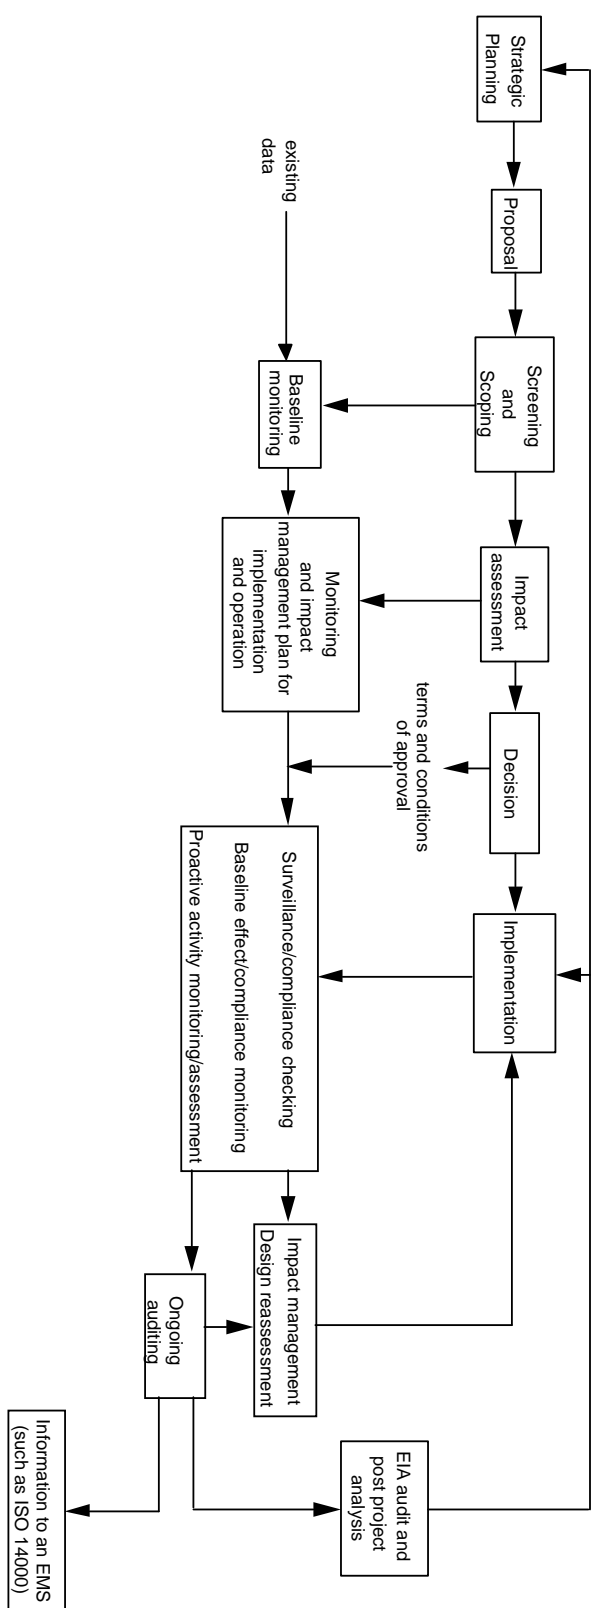 Strategic
Planning
Proposal
Screening
and
Scoping
Impact
assessment
Decision
Implementation
terms and conditions
of approval
existing
data
Baseline
monitoring
Monitoring
and impact
management plan for
implementation
and operation
Surveillance/compliance checking
Baseline effect/compliance monitoring
Proactive activity monitoring/assessment
Impact management
Design reassessment
EIA audit and
post project
analysis
Ongoing
auditing
Information to an EMS
(such as ISO 14000)